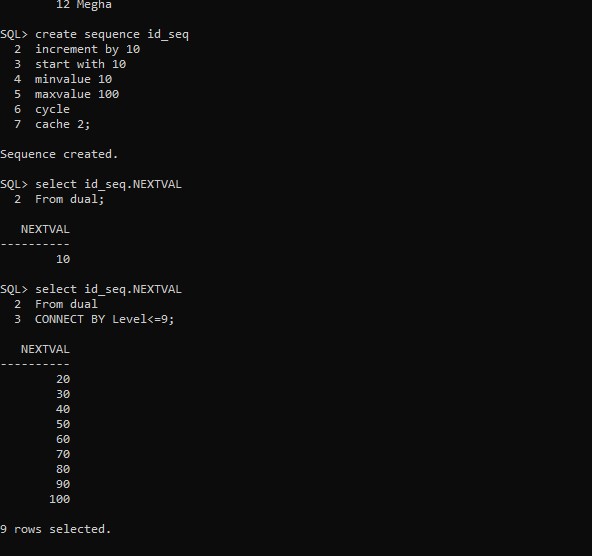 12 Megha
SQL> create sequence id_seq
2 increment by 10
3 start with 10
4 minvalue 10
5 maxvalue 100
6 cycle
7 cache 2;
Sequence created.
SQL> select id_seq.NEXTVAL
2 From dual;
NEXTVAL
----------
10
SQL> select id_seq.NEXTVAL
2 From dual
3 CONNECT BY Level<=9;
NEXTVAL
----------
20
30
40
50
60
70
80
90
100
9 rows selected.